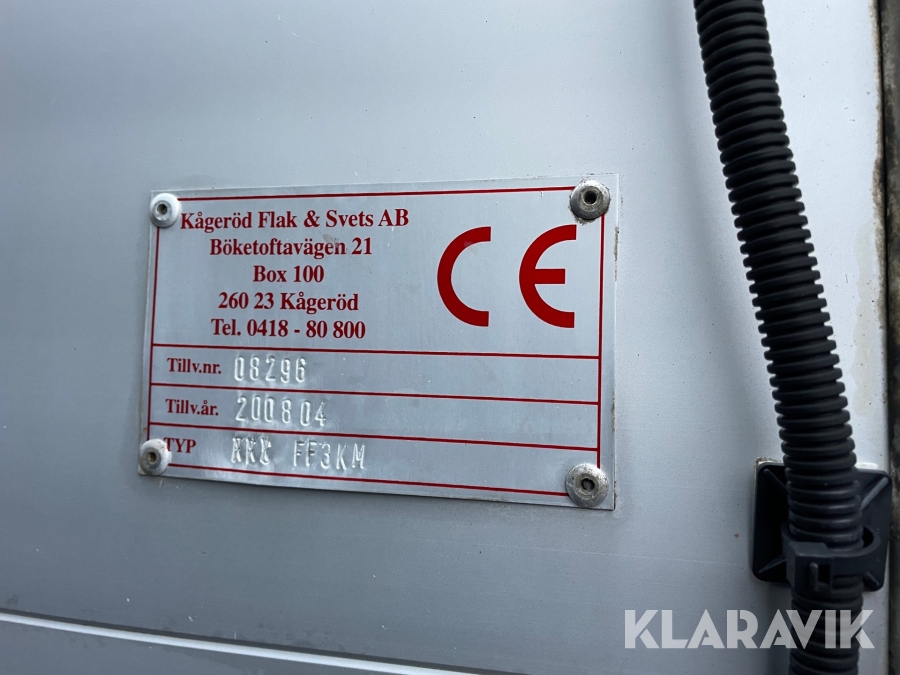 Kågeröd Flak & Svets AB
Böketoftavägen 21
Box 100
260 23 Kågeröd
Tel. 0418 - 80 800
CE
Tillv.nr. 08296
Tillv.år. 200804
TYP FF3KM
KLARAVIK